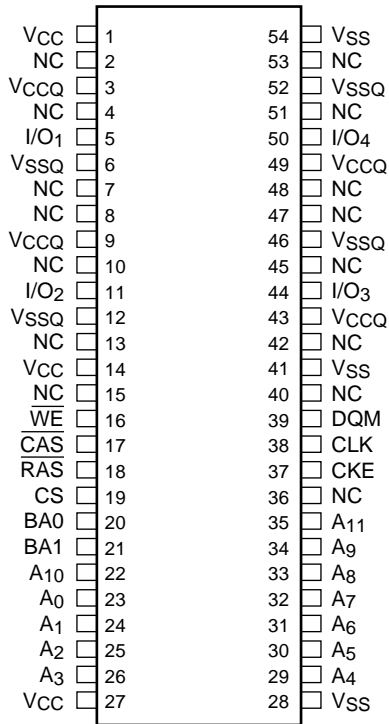 VCC 1 54 VSS
NC 2 53 NC
VCCQ 3 52 VSSQ
NC 4 51 NC
I/O1 5 50 I/O4
VSSQ 6 49 VCCQ
NC 7 48 NC
NC 8 47 NC
VCCQ 9 46 VSSQ
NC 10 45 NC
I/O2 11 44 I/O3
VSSQ 12 43 VCCQ
NC 13 42 NC
VCC 14 41 VSS
NC 15 40 NC
W̅E̅ 16 39 DQM
C̅A̅S̅ 17 38 CLK
R̅A̅S̅ 18 37 CKE
CS 19 36 NC
BA0 20 35 A11
BA1 21 34 A9
A10 22 33 A8
A0 23 32 A7
A1 24 31 A6
A2 25 30 A5
A3 26 29 A4
VCC 27 28 VSS